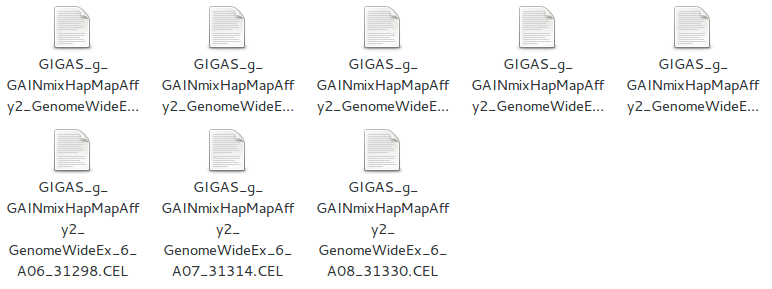 GIGAS_g_
GAINmixHapMapAff
y2_GenomeWideE...
GIGAS_g_
GAINmixHapMapAff
y2_GenomeWideE...
GIGAS_g_
GAINmixHapMapAff
y2_GenomeWideE...
GIGAS_g_
GAINmixHapMapAff
y2_GenomeWideE...
GIGAS_g_
GAINmixHapMapAff
y2_GenomeWideE...
GIGAS_g_
GAINmixHapMapAff
y2_
GenomeWideEx_6_
A06_31298.CEL
GIGAS_g_
GAINmixHapMapAff
y2_
GenomeWideEx_6_
A07_31314.CEL
GIGAS_g_
GAINmixHapMapAff
y2_
GenomeWideEx_6_
A08_31330.CEL